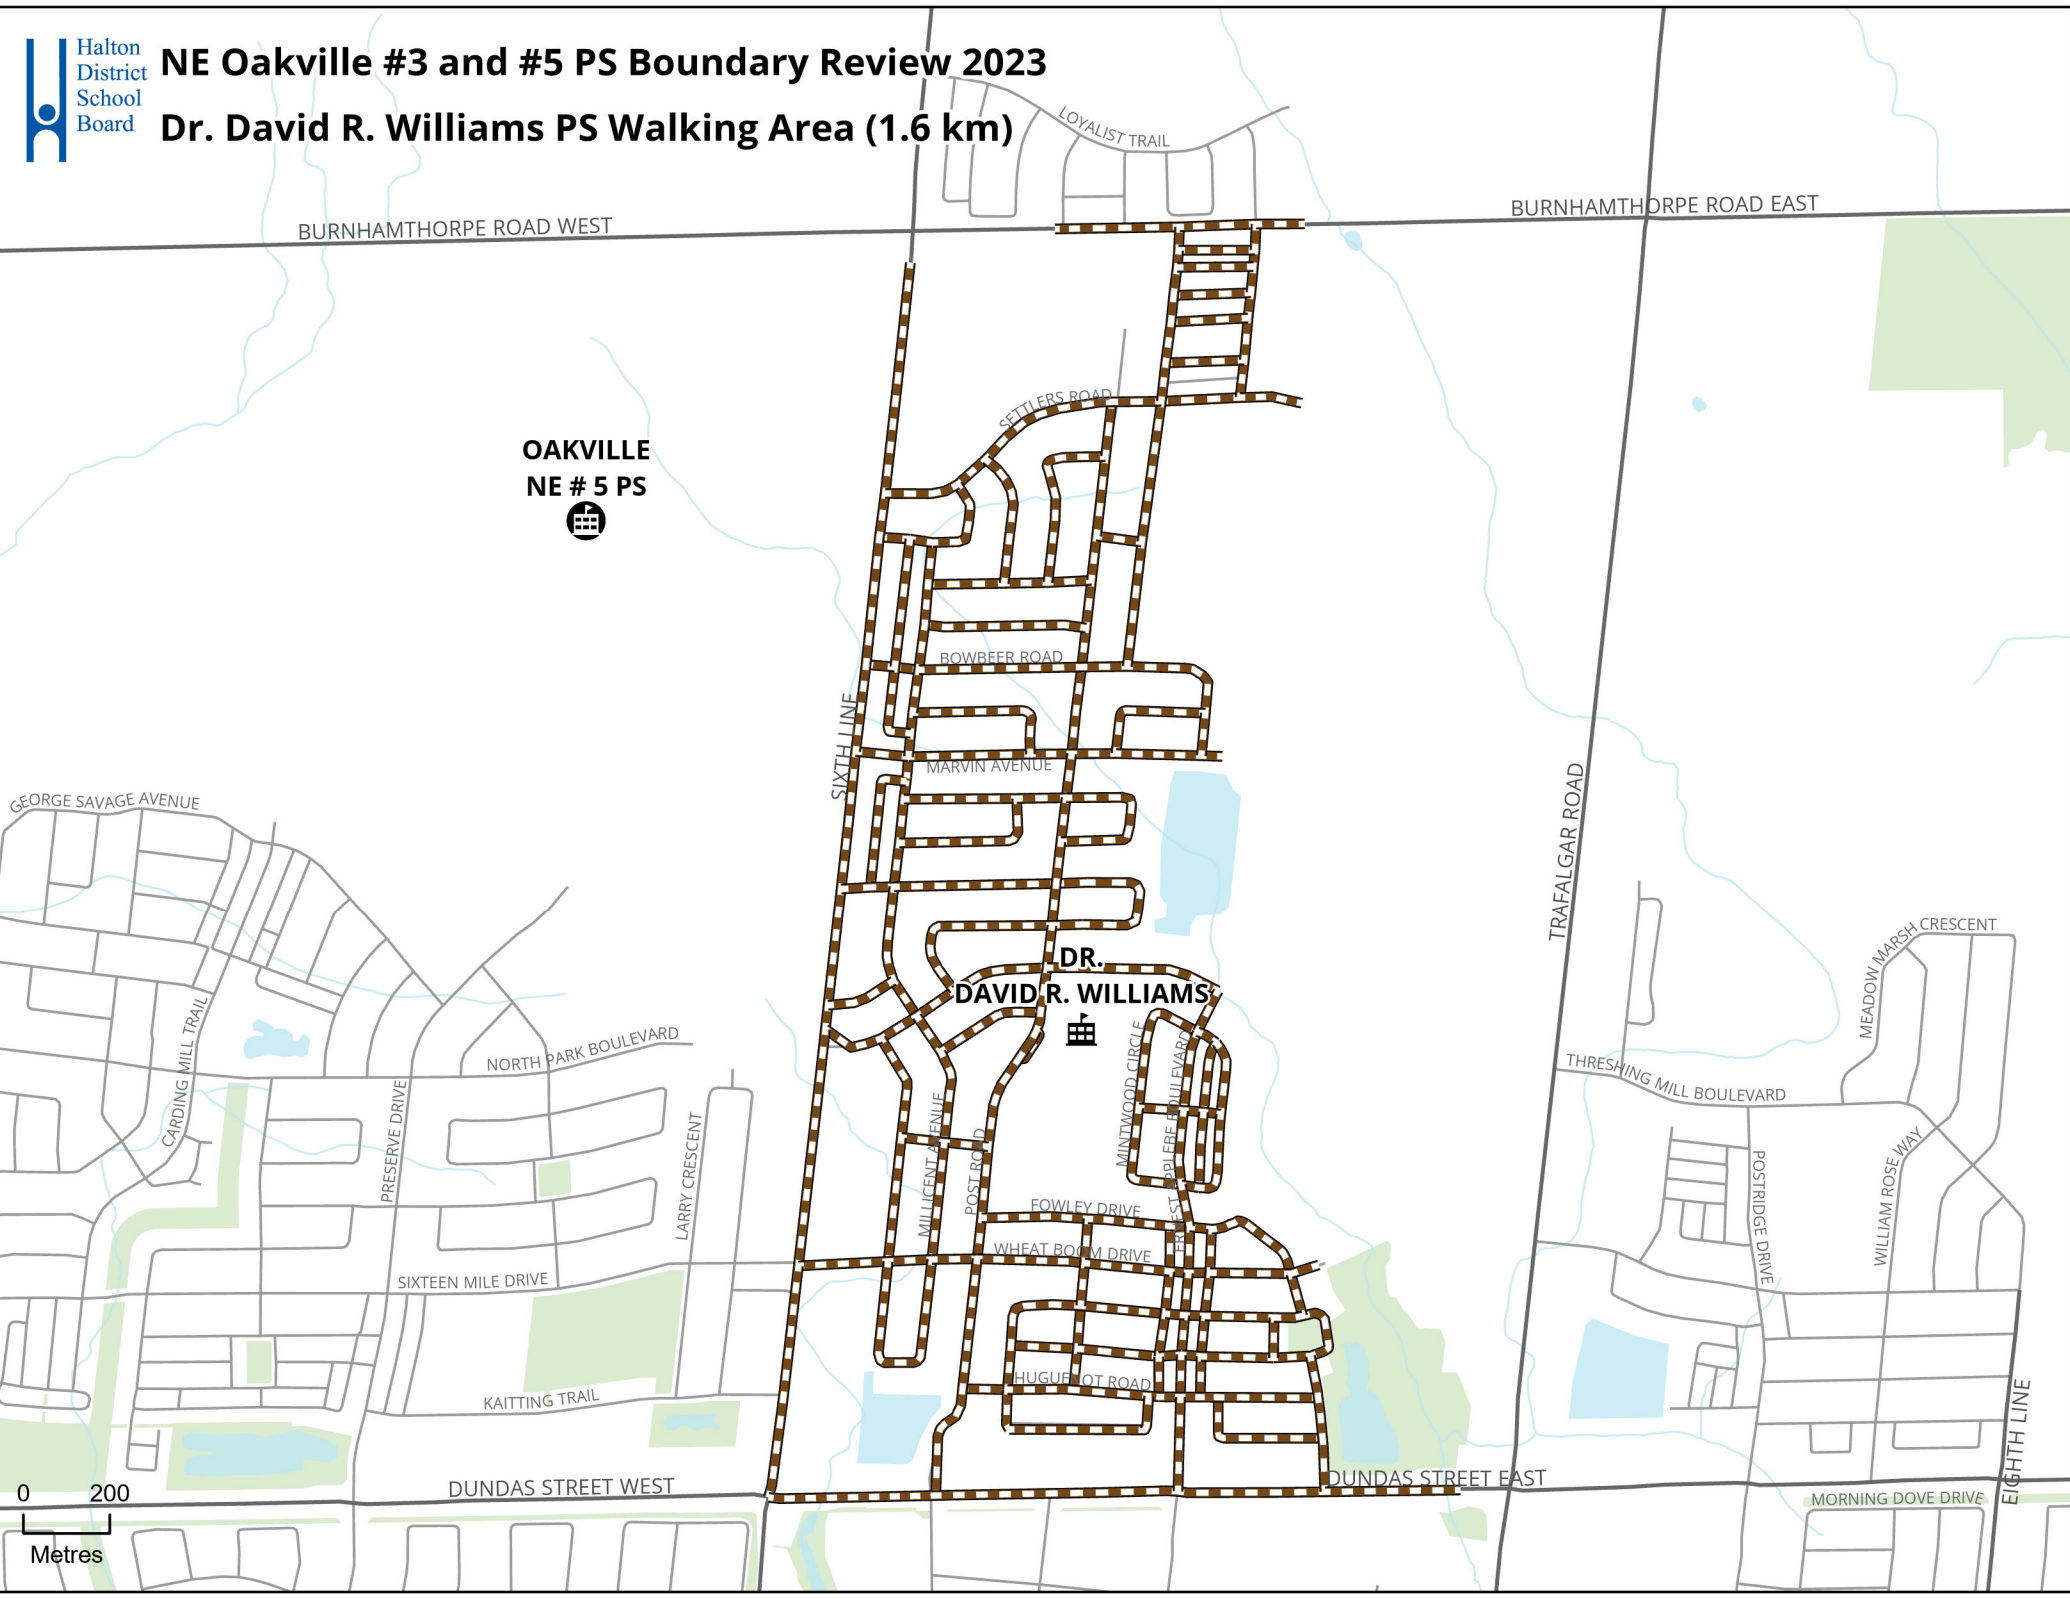 Halton
District
School
Board
NE Oakville #3 and #5 PS Boundary Review 2023
Dr. David R. Williams PS Walking Area (1.6 km)
LOYALIST TRAIL
BURNHAMTHORPE ROAD WEST
BURNHAMTHORPE ROAD EAST
SETTLERS ROAD
OAKVILLE
NE # 5 PS
BOWBEER ROAD
SIXTH LINE
MARVIN AVENUE
TRAFALGAR ROAD
GEORGE SAVAGE AVENUE
MEADOW MARSH CRESCENT
DR.
DAVID R. WILLIAMS
CARDING MILL TRAIL
NORTH PARK BOULEVARD
MINTWOOD CIRCLE
ERNEST APPLEBE BOULEVARD
THRESHING MILL BOULEVARD
PRESERVE DRIVE
LARRY CRESCENT
MILLICENT AVENUE
POST ROAD
POSTRIDGE DRIVE
WILLIAM ROSE WAY
FOWLEY DRIVE
WHEAT BOOM DRIVE
SIXTEEN MILE DRIVE
HUGUENOT ROAD
KAITTING TRAIL
EIGHTH LINE
DUNDAS STREET WEST
DUNDAS STREET EAST
MORNING DOVE DRIVE
0 200
Metres